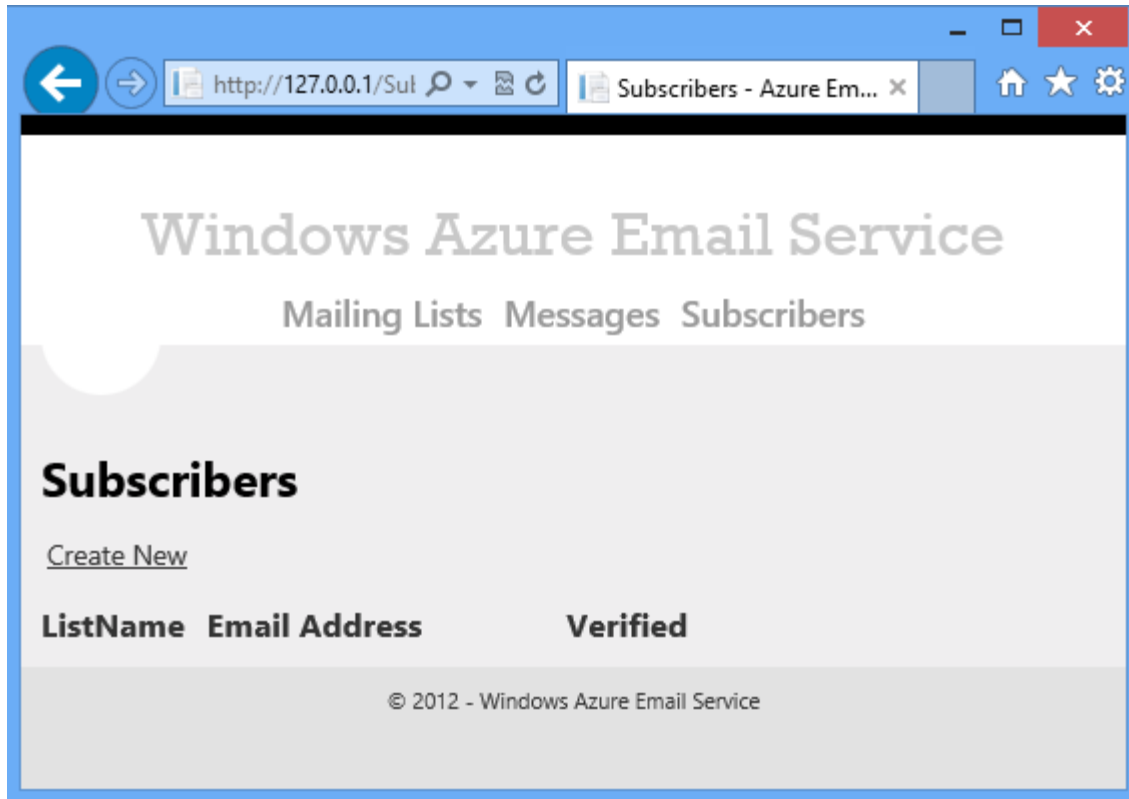 http://127.0.0.1/Sul
Subscribers - Azure Em...
Windows Azure Email Service
Mailing Lists Messages Subscribers
Subscribers
Create New
ListName Email Address Verified
© 2012 - Windows Azure Email Service